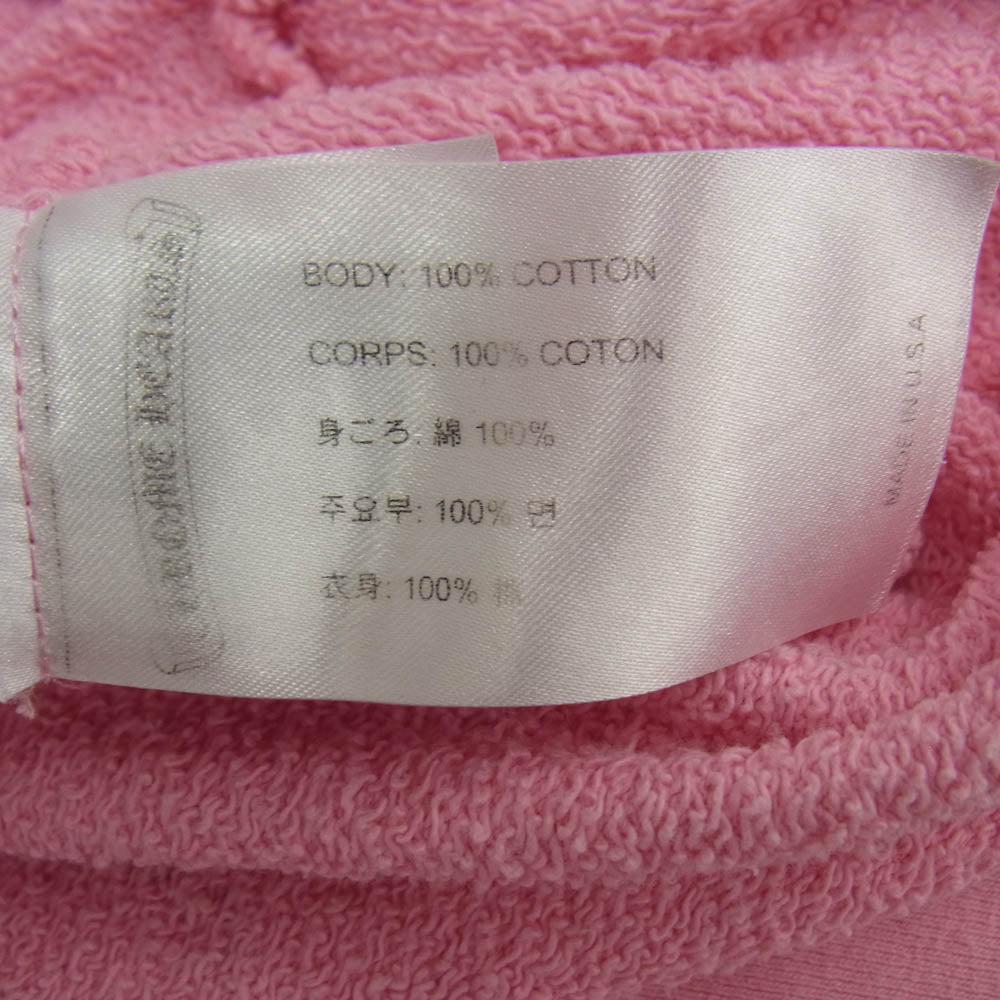 BODY: 100% COTTON
CORPS: 100% COTON
身ごろ: 綿 100%
주요부: 100% 면
衣身: 100% 棉
MADE IN USA